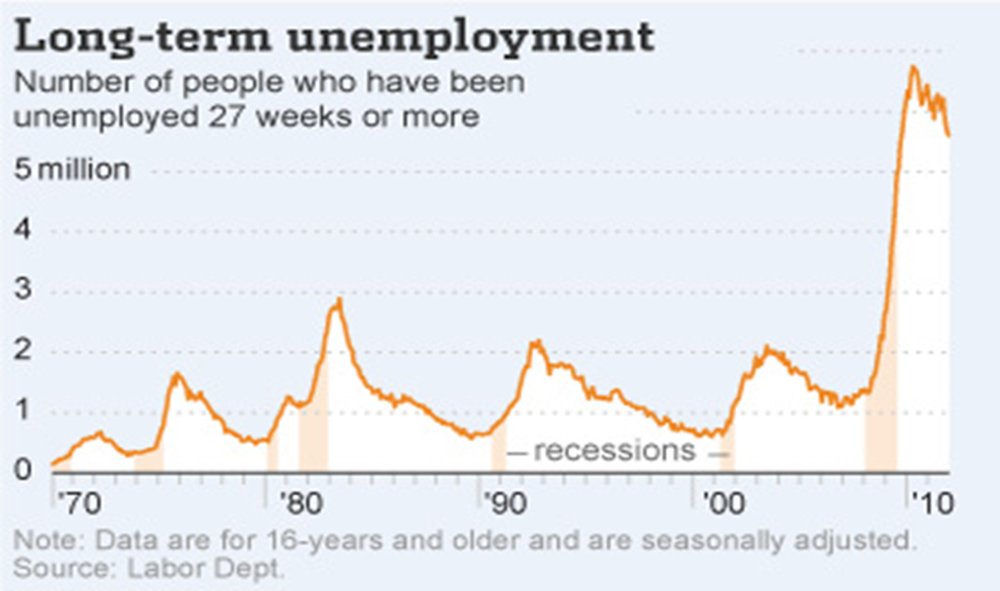 Long-term unemployment
Number of people who have been
unemployed 27 weeks or more
5 million
4
3
2
1
0
recessions
'70 '80 '90 '00 '10
Note: Data are for 16-years and older and are seasonally adjusted.
Source: Labor Dept.